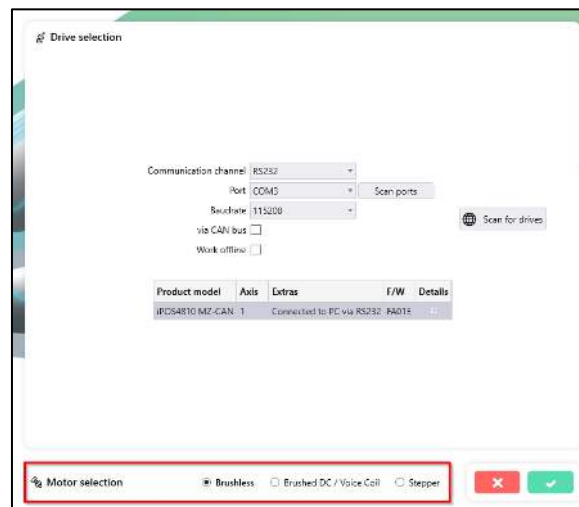 Drive selection
Communication channel RS232
Port COM3 Scan ports
Baudrate 115200
via CAN bus
Scan for drives
Work offline
Product model Axis Extras F/W Details
iPOS4810 MZ-CAN 1 Connected to PC via RS232
Motor selection Brushless Brushed DC / Voice Coil Stepper